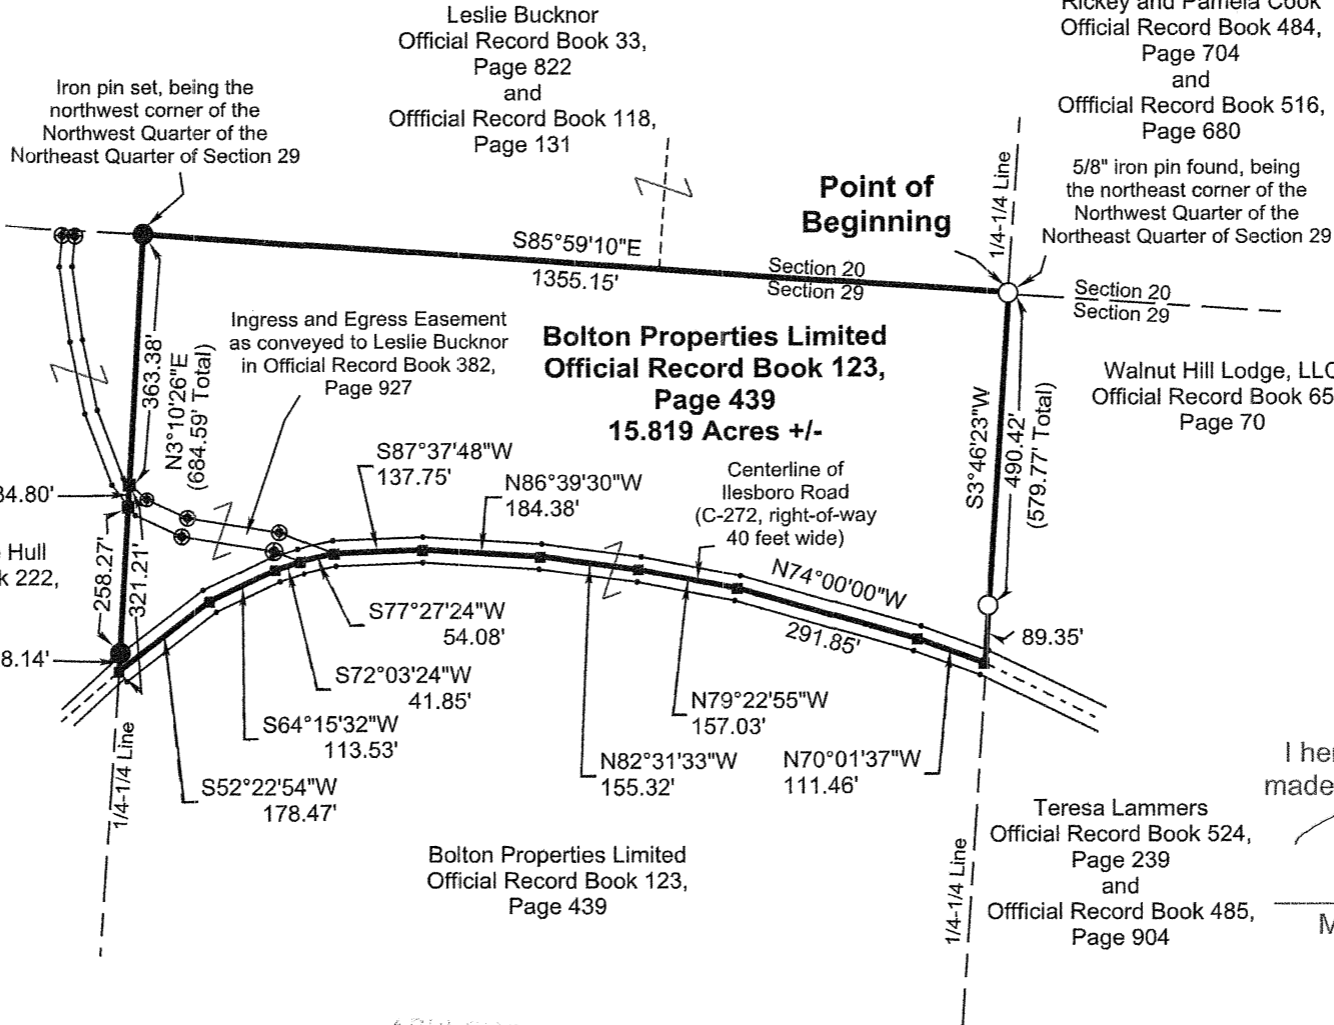 Leslie Bucknor
Official Record Book 33,
Page 822
and
Offficial Record Book 118,
Page 131
Rickey and Pamela Cook
Official Record Book 484,
Page 704
and
Offficial Record Book 516,
Page 680
Iron pin set, being the
northwest corner of the
Northwest Quarter of the
Northeast Quarter of Section 29
5/8" iron pin found, being
the northeast corner of the
Northwest Quarter of the
Northeast Quarter of Section 29
Point of
Beginning
1/4-1/4 Line
S85°59'10"E
1355.15'
Section 20
Section 29
Section 20
Section 29
Ingress and Egress Easement
as conveyed to Leslie Bucknor
in Official Record Book 382,
Page 927
Bolton Properties Limited
Official Record Book 123,
Page 439
15.819 Acres +/-
Walnut Hill Lodge, LLC
Official Record Book 65
Page 70
363.38'
N3°10'26"E
(684.59' Total)
S3°46'23"W
490.42'
(579.77' Total)
S87°37'48"W
137.75'
N86°39'30"W
184.38'
Centerline of
Ilesboro Road
(C-272, right-of-way
40 feet wide)
34.80'
Hull
k 222,
258.27'
321.21'
8.14'
N74°00'00"W
291.85'
89.35'
S77°27'24"W
54.08'
S72°03'24"W
41.85'
S64°15'32"W
113.53'
S52°22'54"W
178.47'
N79°22'55"W
157.03'
N82°31'33"W
155.32'
N70°01'37"W
111.46'
1/4-1/4 Line
1/4-1/4 Line
Bolton Properties Limited
Official Record Book 123,
Page 439
Teresa Lammers
Official Record Book 524,
Page 239
and
Offficial Record Book 485,
Page 904
I her
made
M